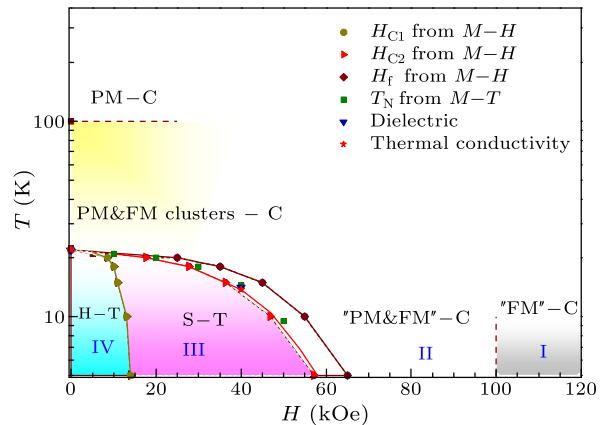 H_C1 from M−H
H_C2 from M−H
H_f from M−H
T_N from M−T
Dielectric
Thermal conductivity
PM−C
100
T (K)
PM&FM clusters − C
10
H−T
S−T
"PM&FM"−C
"FM"−C
IV
III
II
I
0 20 40 60 80 100 120
H (kOe)